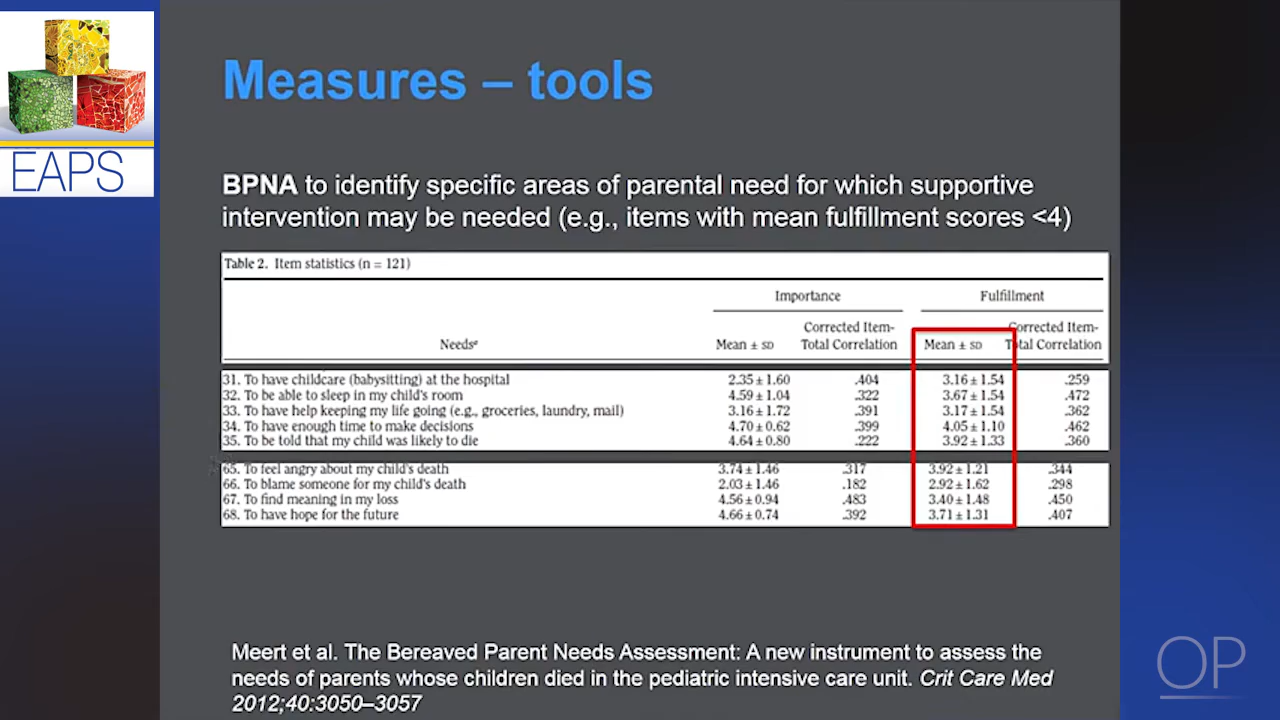 EAPS
Measures – tools
BPNA to identify specific areas of parental need for which supportive
intervention may be needed (e.g., items with mean fulfillment scores <4)
Table 2. Item statistics (n = 121)
Importance Fulfillment
Corrected Item- Corrected Item-
Needsᵉ Mean ± SD Total Correlation Mean ± SD Total Correlation
31. To have childcare (babysitting) at the hospital 2.35 ± 1.60 .404 3.16 ± 1.54 .259
32. To be able to sleep in my child's room 4.59 ± 1.04 .322 3.67 ± 1.54 .472
33. To have help keeping my life going (e.g., groceries, laundry, mail) 3.16 ± 1.72 .391 3.17 ± 1.54 .362
34. To have enough time to make decisions 4.70 ± 0.62 .399 4.05 ± 1.10 .462
35. To be told that my child was likely to die 4.64 ± 0.80 .222 3.92 ± 1.33 .360
65. To feel angry about my child's death 3.74 ± 1.46 .317 3.92 ± 1.21 .344
66. To blame someone for my child's death 2.03 ± 1.46 .182 2.92 ± 1.62 .298
67. To find meaning in my loss 4.56 ± 0.94 .483 3.40 ± 1.48 .450
68. To have hope for the future 4.66 ± 0.74 .392 3.71 ± 1.31 .407
Meert et al. The Bereaved Parent Needs Assessment: A new instrument to assess the
needs of parents whose children died in the pediatric intensive care unit. Crit Care Med
2012;40:3050–3057
OP